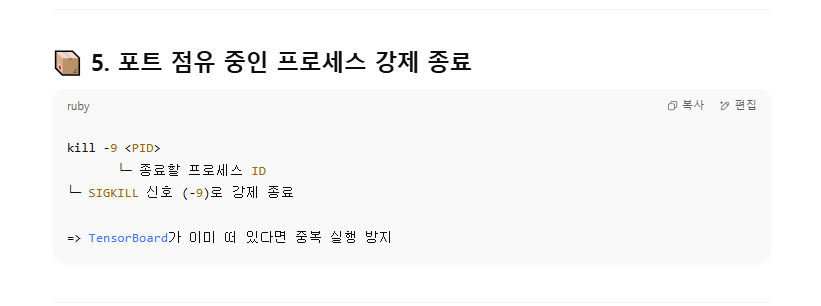 📦 5. 포트 점유 중인 프로세스 강제 종료
ruby
복사
편집
kill -9 <PID>
└─ 종료할 프로세스 ID
└─ SIGKILL 신호 (-9)로 강제 종료
=> TensorBoard가 이미 떠 있다면 중복 실행 방지